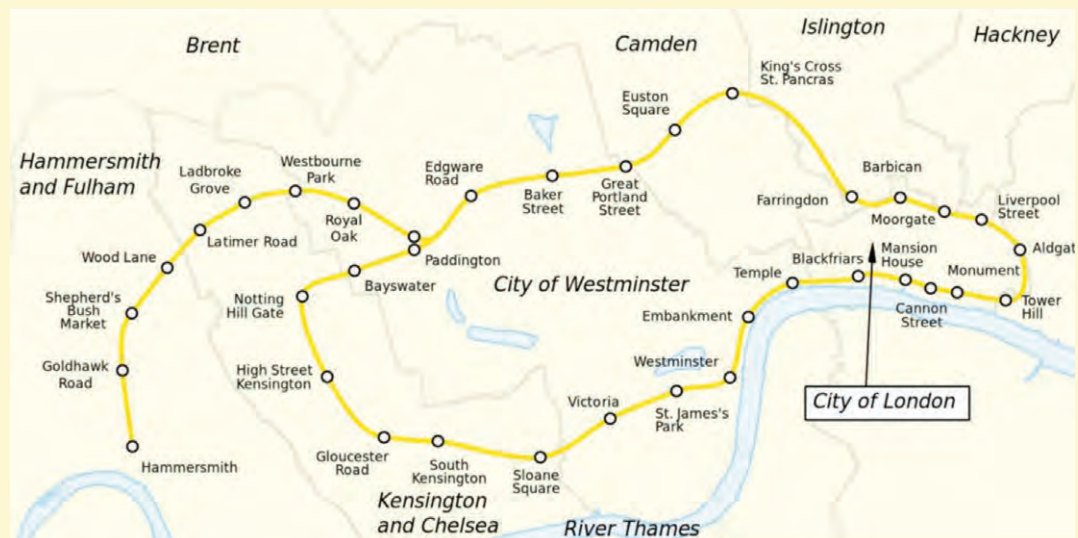 Brent
Camden
Islington
Hackney
King's Cross
St. Pancras
Euston
Square
Hammersmith
and Fulham
Ladbroke
Grove
Westbourne
Park
Edgware
Road
Baker
Street
Great
Portland
Street
Barbican
Farringdon
Moorgate
Liverpool
Street
Royal
Oak
Latimer Road
Wood Lane
Paddington
Bayswater
City of Westminster
Temple
Blackfriars
Mansion
House
Monument
Aldgat
Shepherd's
Bush
Market
Notting
Hill Gate
Embankment
Cannon
Street
Tower
Hill
Goldhawk
Road
High Street
Kensington
Westminster
Victoria
St. James's
Park
City of London
Hammersmith
Gloucester
Road
South
Kensington
Sloane
Square
Kensington
and Chelsea
River Thames